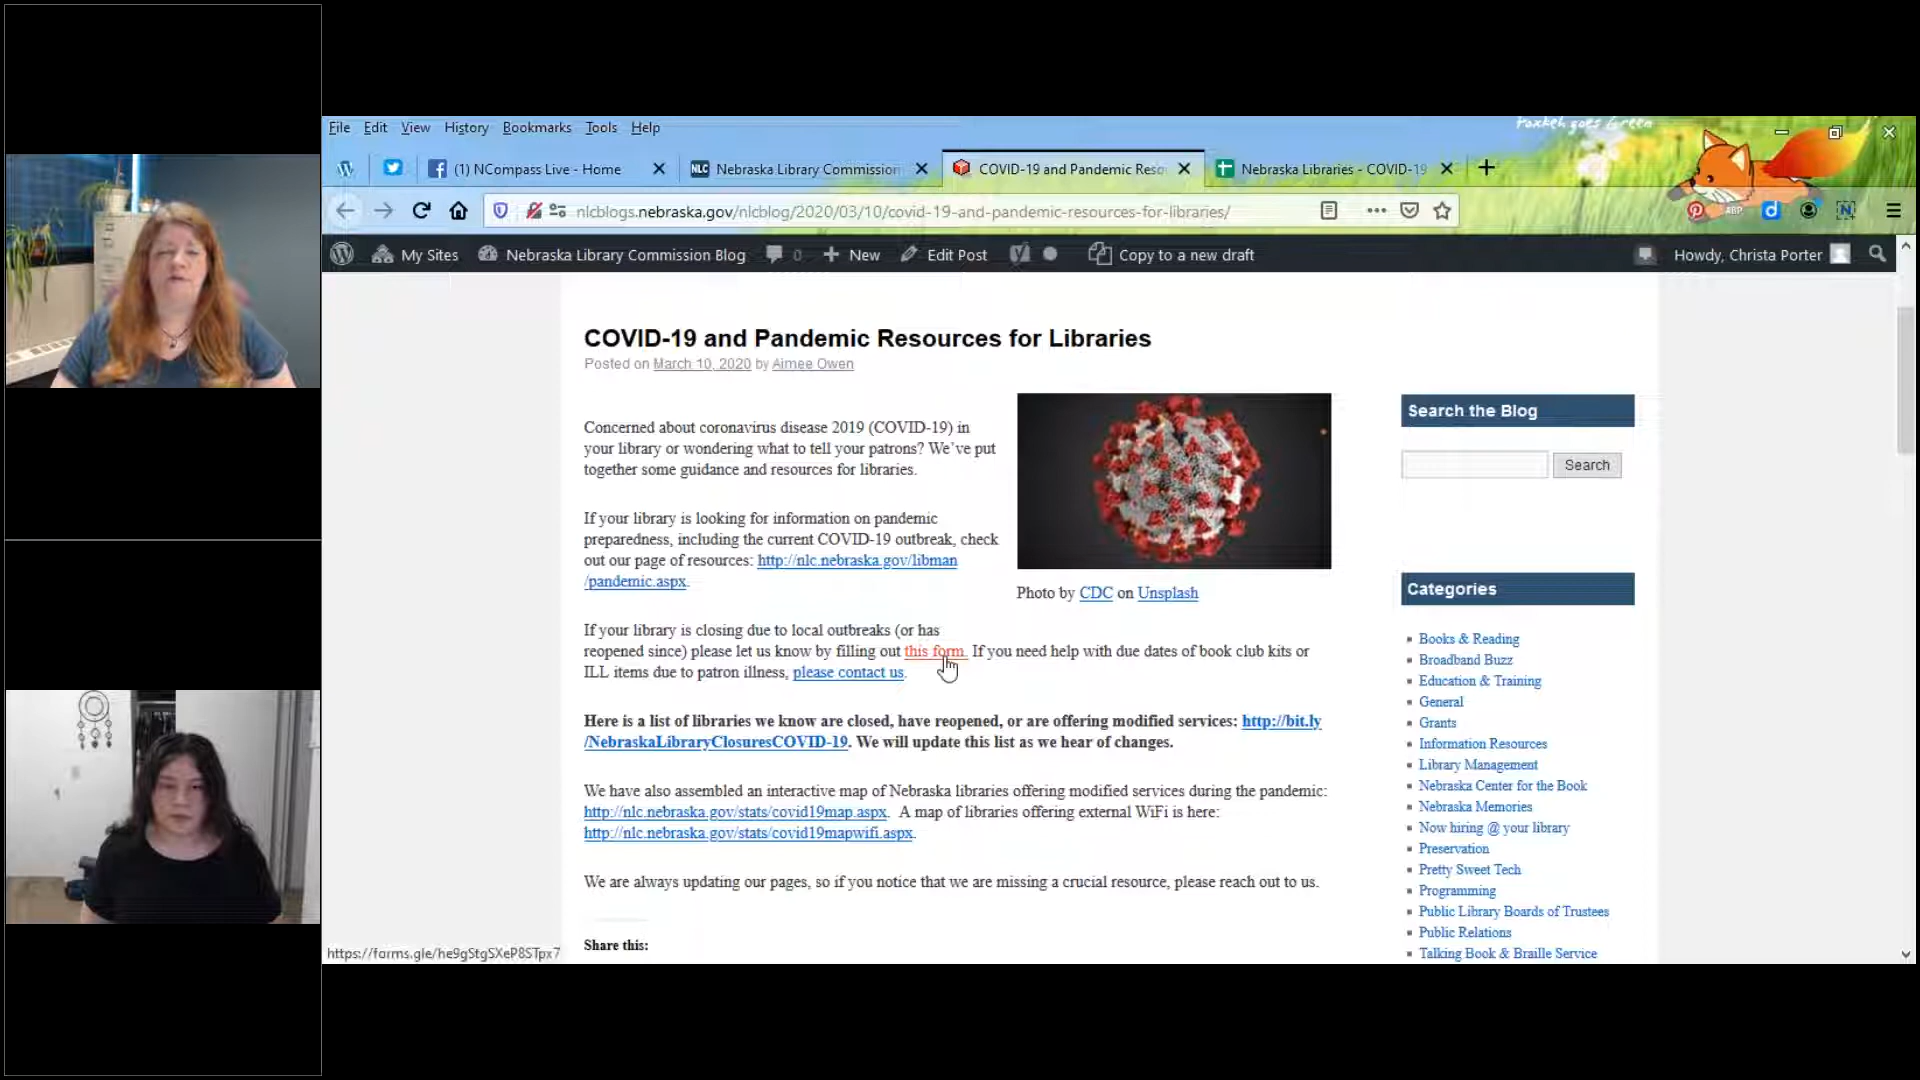 Foxkeh goes Green
File Edit View History Bookmarks Tools Help
(1) NCompass Live - Home
NLC Nebraska Library Commission
COVID-19 and Pandemic Reso
Nebraska Libraries - COVID-19
nlcblogs.nebraska.gov/nlcblog/2020/03/10/covid-19-and-pandemic-resources-for-libraries/
ABP
My Sites Nebraska Library Commission Blog 0 New Edit Post Copy to a new draft Howdy, Christa Porter
COVID-19 and Pandemic Resources for Libraries
Posted on March 10, 2020 by Aimee Owen
Concerned about coronavirus disease 2019 (COVID-19) in
your library or wondering what to tell your patrons? We've put
together some guidance and resources for libraries.
If your library is looking for information on pandemic
preparedness, including the current COVID-19 outbreak, check
out our page of resources: http://nlc.nebraska.gov/libman
/pandemic.aspx.
Photo by CDC on Unsplash
If your library is closing due to local outbreaks (or has
reopened since) please let us know by filling out this form. If you need help with due dates of book club kits or
ILL items due to patron illness, please contact us.
Here is a list of libraries we know are closed, have reopened, or are offering modified services: http://bit.ly
/NebraskaLibraryClosuresCOVID-19. We will update this list as we hear of changes.
We have also assembled an interactive map of Nebraska libraries offering modified services during the pandemic:
http://nlc.nebraska.gov/stats/covid19map.aspx. A map of libraries offering external WiFi is here:
http://nlc.nebraska.gov/stats/covid19mapwifi.aspx.
We are always updating our pages, so if you notice that we are missing a crucial resource, please reach out to us.
Share this:
https://forms.gle/he9gStgSXeP8STpx7
Search the Blog
Search
Categories
Books & Reading
Broadband Buzz
Education & Training
General
Grants
Information Resources
Library Management
Nebraska Center for the Book
Nebraska Memories
Now hiring @ your library
Preservation
Pretty Sweet Tech
Programming
Public Library Boards of Trustees
Public Relations
Talking Book & Braille Service